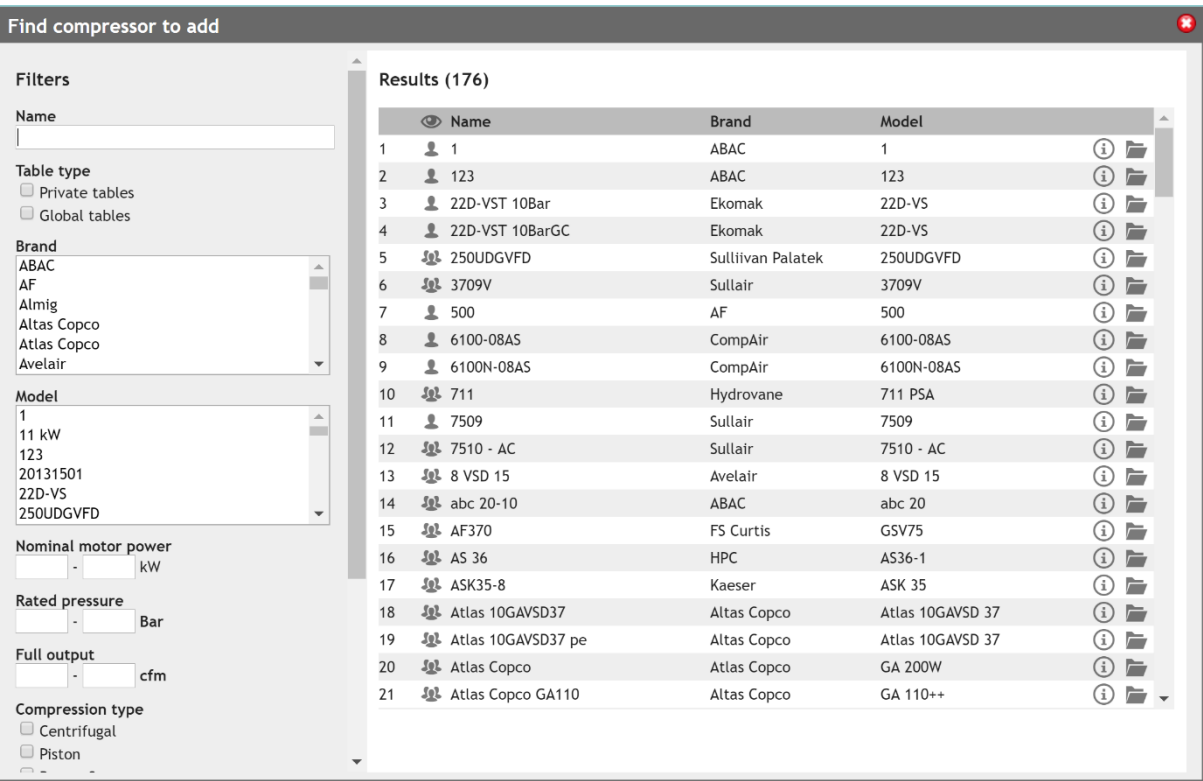 Find compressor to add
Filters
Name
Table type
Private tables
Global tables
Brand
ABAC
AF
Almig
Altas Copco
Atlas Copco
Avelair
Model
1
11 kW
123
20131501
22D-VS
250UDGVFD
Nominal motor power
- kW
Rated pressure
- Bar
Full output
- cfm
Compression type
Centrifugal
Piston
Results (176)
Name Brand Model
1 1 ABAC 1
2 123 ABAC 123
3 22D-VST 10Bar Ekomak 22D-VS
4 22D-VST 10BarGC Ekomak 22D-VS
5 250UDGVFD Sulliivan Palatek 250UDGVFD
6 3709V Sullair 3709V
7 500 AF 500
8 6100-08AS CompAir 6100-08AS
9 6100N-08AS CompAir 6100N-08AS
10 711 Hydrovane 711 PSA
11 7509 Sullair 7509
12 7510 - AC Sullair 7510 - AC
13 8 VSD 15 Avelair 8 VSD 15
14 abc 20-10 ABAC abc 20
15 AF370 FS Curtis GSV75
16 AS 36 HPC AS36-1
17 ASK35-8 Kaeser ASK 35
18 Atlas 10GAVSD37 Altas Copco Atlas 10GAVSD 37
19 Atlas 10GAVSD37 pe Altas Copco Atlas 10GAVSD 37
20 Atlas Copco Atlas Copco GA 200W
21 Atlas Copco GA110 Atlas Copco GA 110++